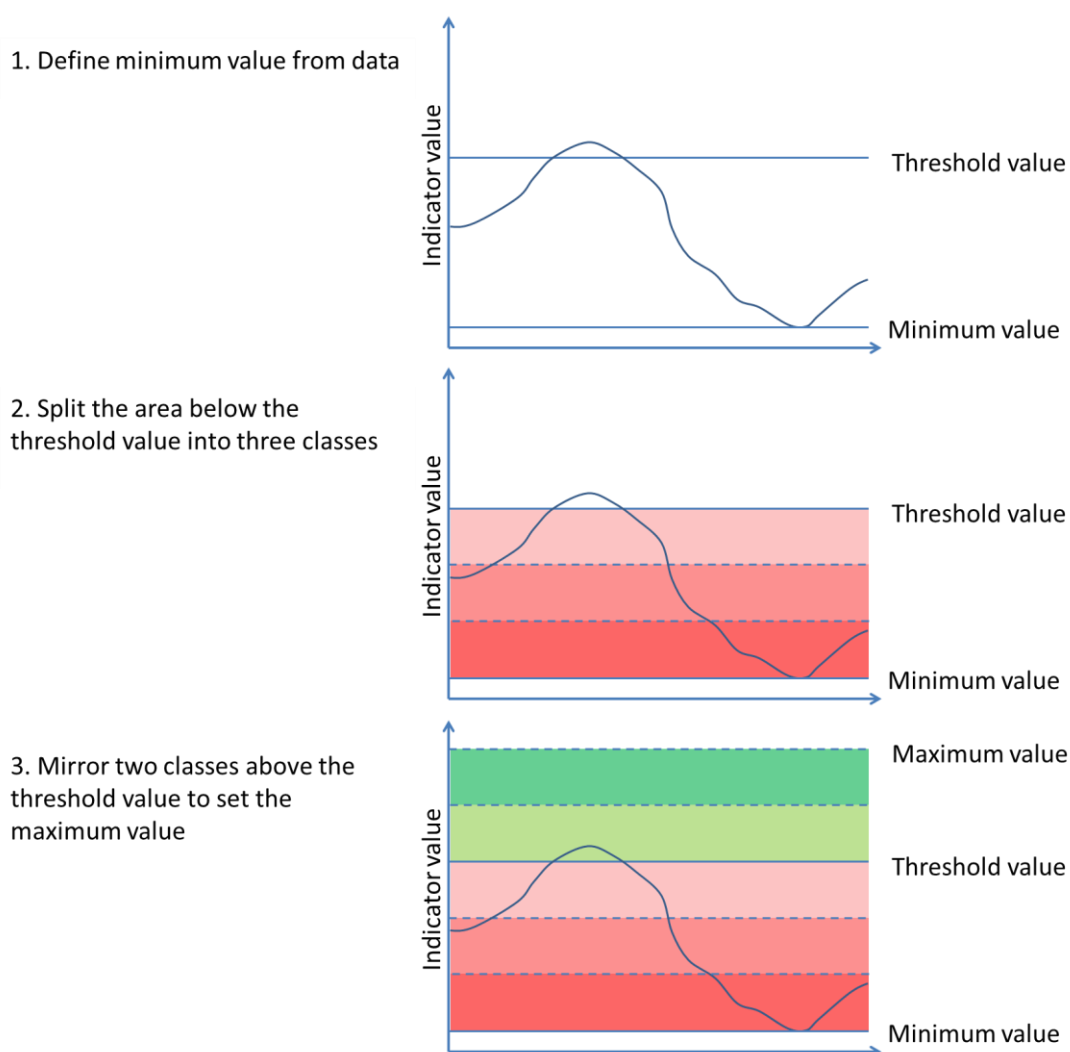 1. Define minimum value from data
Indicator value
Threshold value
Minimum value
2. Split the area below the
threshold value into three classes
Indicator value
Threshold value
Minimum value
3. Mirror two classes above the
threshold value to set the
maximum value
Indicator value
Maximum value
Threshold value
Minimum value